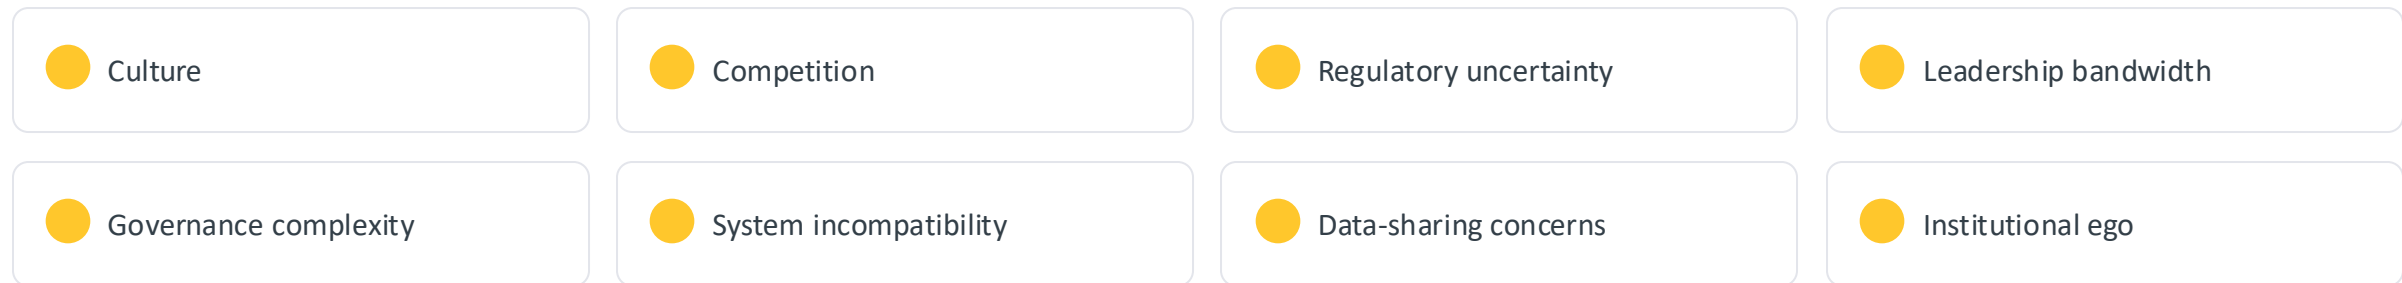 Culture
Competition
Regulatory uncertainty
Leadership bandwidth
Governance complexity
System incompatibility
Data-sharing concerns
Institutional ego